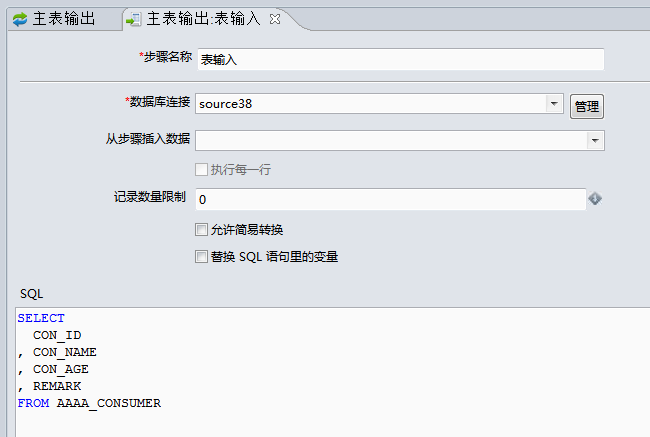 主表输出 主表输出:表输入
*步骤名称 表输入
*数据库连接 source38 管理
从步骤插入数据
执行每一行
记录数量限制 0
允许简易转换
替换 SQL 语句里的变量
SQL
SELECT
CON_ID
, CON_NAME
, CON_AGE
, REMARK
FROM AAAA_CONSUMER